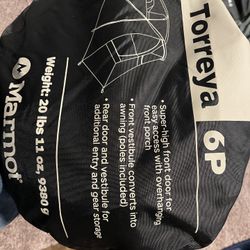 Torreya 6P
• Super-high front door for
easy access with overhanging
front porch
• Front vestibule converts into
awning (poles included)
• Rear door and vestibule for
additional entry and gear storage
Weight: 20 lbs 11 oz, 9390 g
Marmot